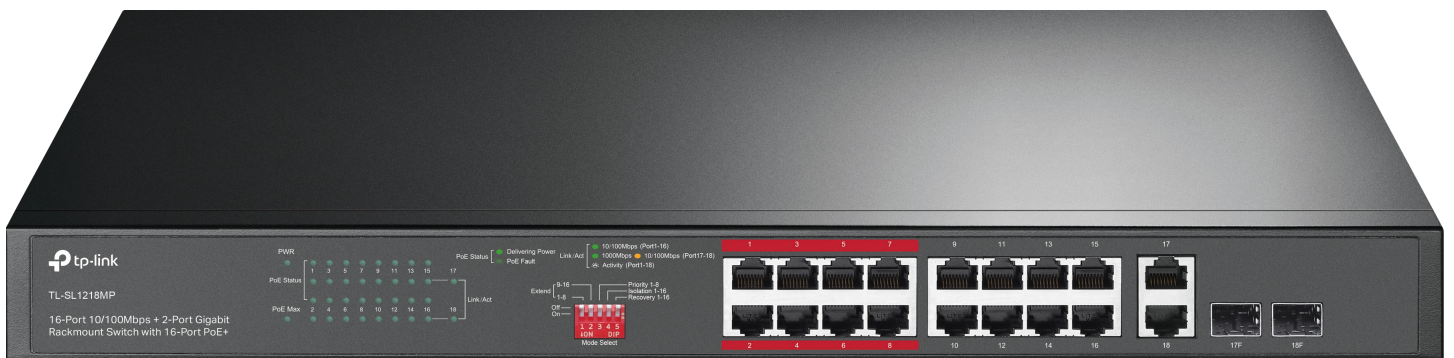 tp-link
TL-SL1218MP
16-Port 10/100Mbps + 2-Port Gigabit
Rackmount Switch with 16-Port PoE+
PWR
PoE Status
PoE Max
1 3 5 7 9 11 13 15 17
2 4 6 8 10 12 14 16 18
Link/Act
PoE Status
Delivering Power
PoE Fault
Link/Act
10/100Mbps (Port1-16)
1000Mbps 10/100Mbps (Port17-18)
Activity (Port1-18)
Extend
9-16
1-8
Priority 1-8
Isolation 1-16
Recovery 1-16
Off
On
1 2 3 4 5
ON DIP
Mode Select
1 3 5 7 9 11 13 15 17
2 4 6 8 10 12 14 16 18 17F 18F